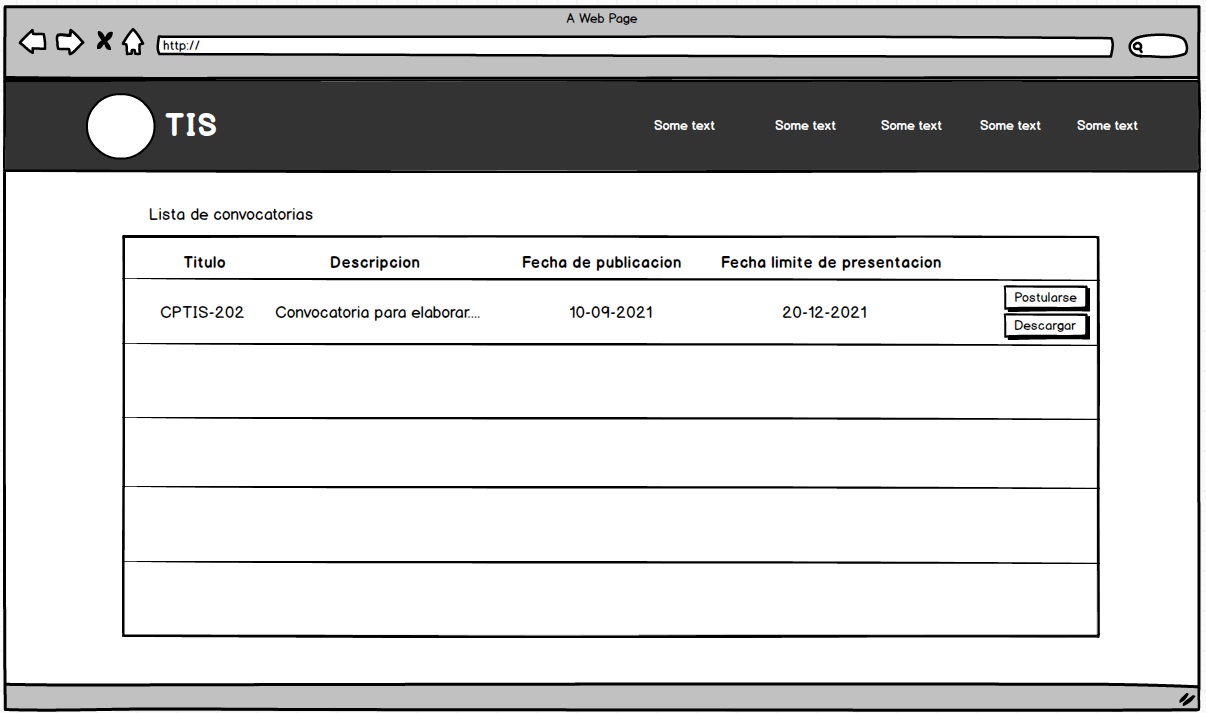 A Web Page
http://
TIS
Some text Some text Some text Some text Some text
Lista de convocatorias
Titulo Descripcion Fecha de publicacion Fecha limite de presentacion
CPTIS-202 Convocatoria para elaborar.... 10-09-2021 20-12-2021
Postularse
Descargar